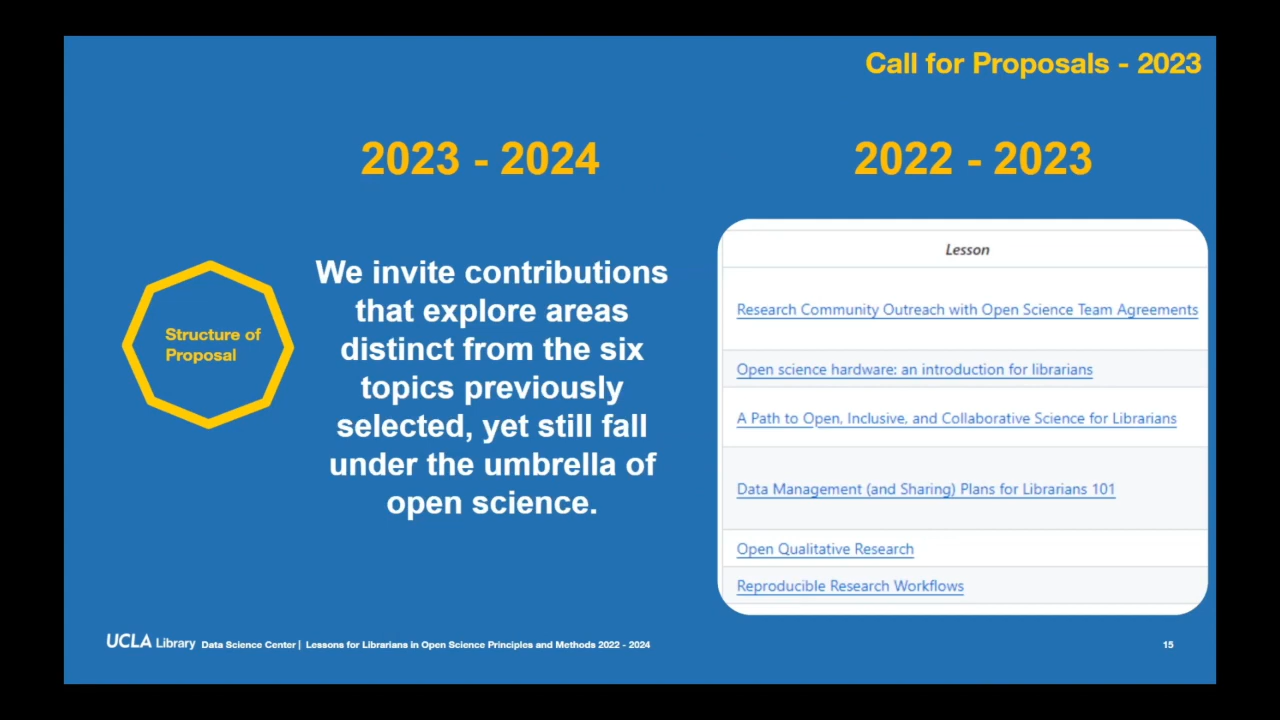 Call for Proposals - 2023
2023 - 2024
2022 - 2023
Structure of
Proposal
We invite contributions
that explore areas
distinct from the six
topics previously
selected, yet still fall
under the umbrella of
open science.
Lesson
Research Community Outreach with Open Science Team Agreements
Open science hardware: an introduction for librarians
A Path to Open, Inclusive, and Collaborative Science for Librarians
Data Management (and Sharing) Plans for Librarians 101
Open Qualitative Research
Reproducible Research Workflows
UCLA Library Data Science Center | Lessons for Librarians in Open Science Principles and Methods 2022 - 2024
15